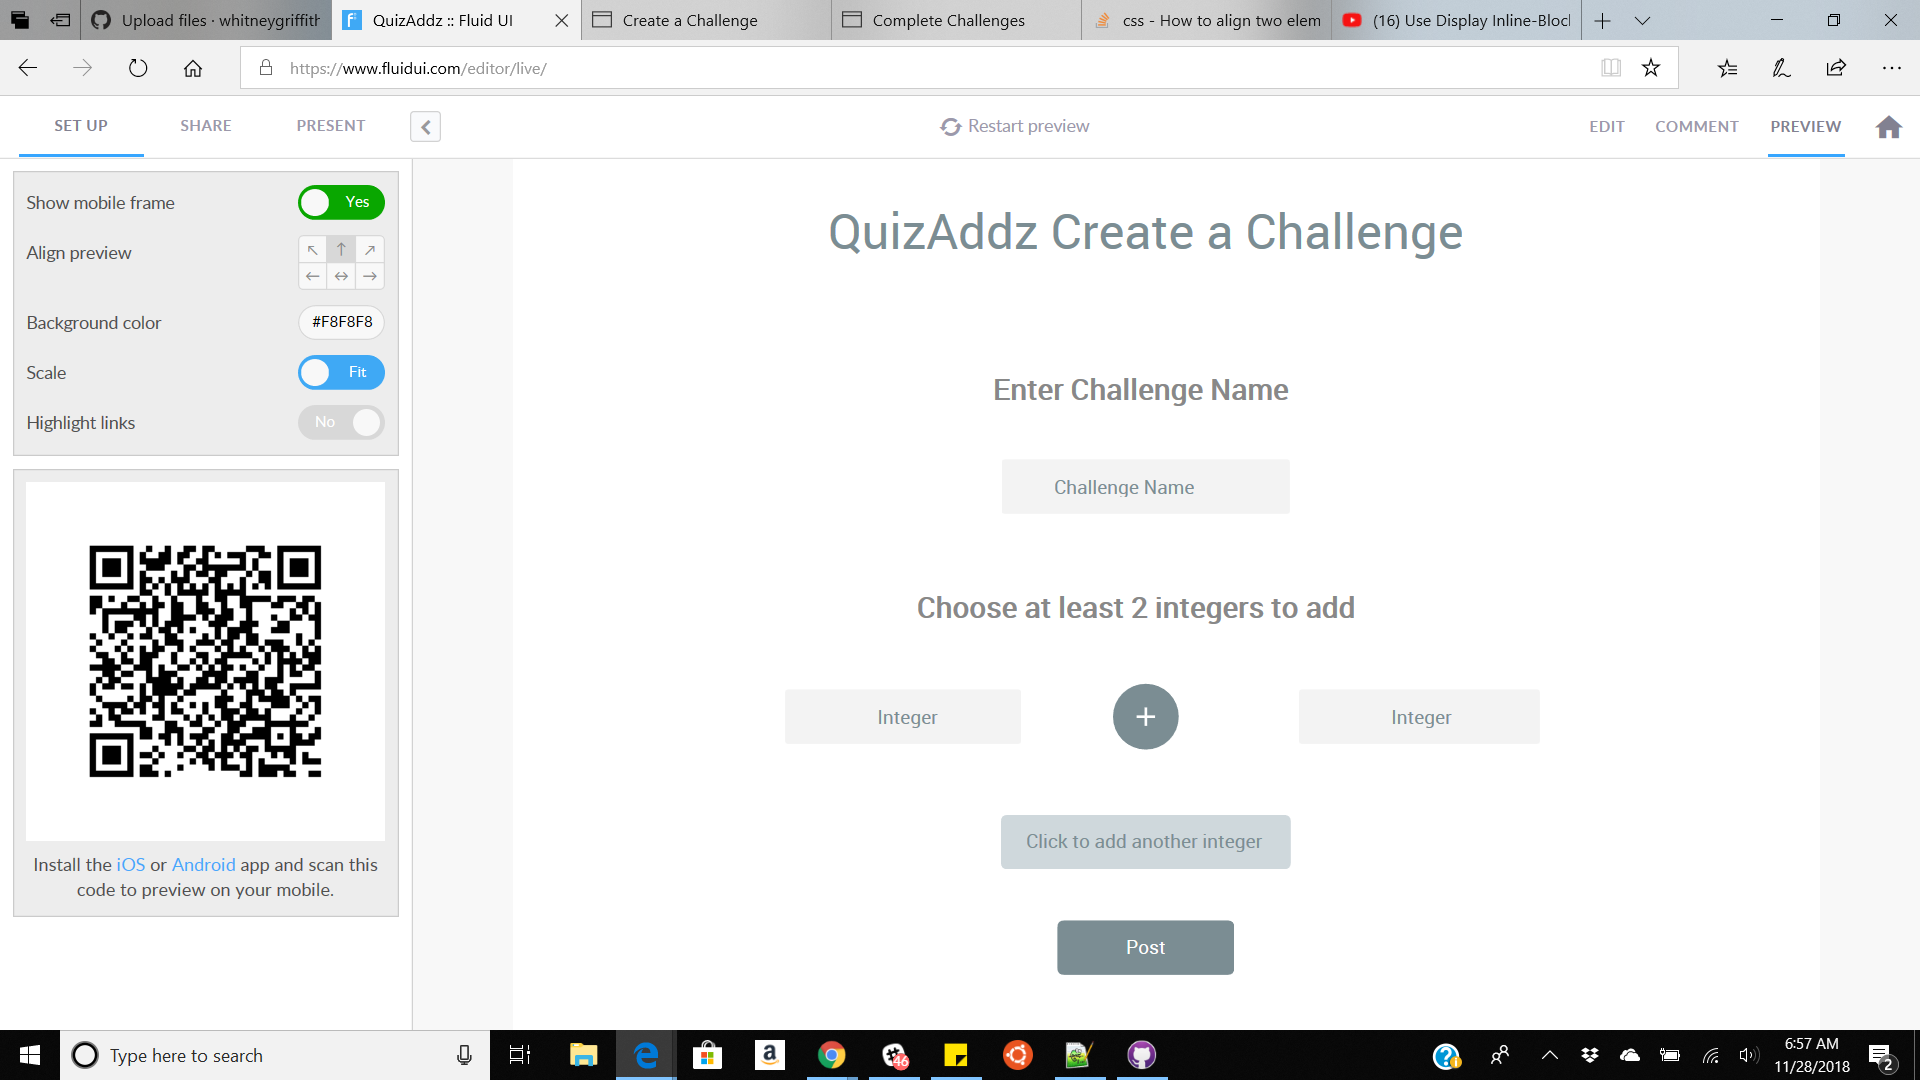 Upload files · whitneygriffith
QuizAddz :: Fluid UI
Create a Challenge
Complete Challenges
css - How to align two elem
(16) Use Display Inline-Block
https://www.fluidui.com/editor/live/
SET UP
SHARE
PRESENT
Restart preview
EDIT
COMMENT
PREVIEW
Show mobile frame
Yes
Align preview
Background color
#F8F8F8
Scale
Fit
Highlight links
No
Install the iOS or Android app and scan this
code to preview on your mobile.
QuizAddz Create a Challenge
Enter Challenge Name
Challenge Name
Choose at least 2 integers to add
Integer
+
Integer
Click to add another integer
Post
Type here to search
46
6:57 AM
11/28/2018
2